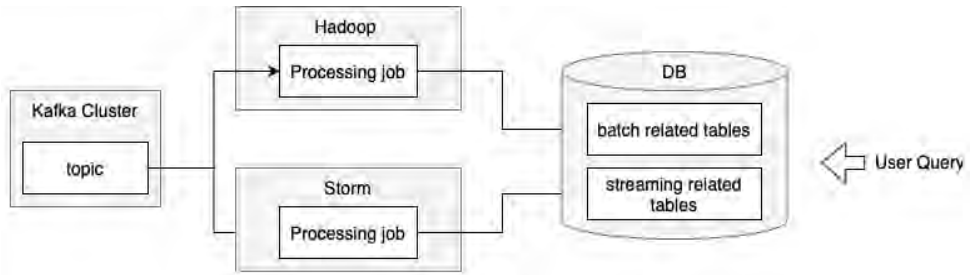 Hadoop
Processing job
Kafka Cluster
topic
Storm
Processing job
DB
batch related tables
streaming related
tables
User Query